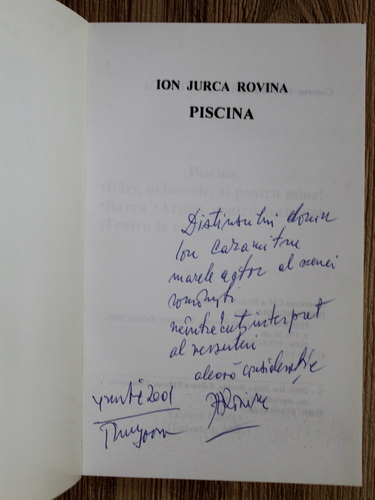 ION JURCA ROVINA
PISCINA
Distinsului domn
Ion Caramitru
marele actor al scenei
românești
neîntrecut interpret
al versului
aleasă considerație
2001
Timișoara